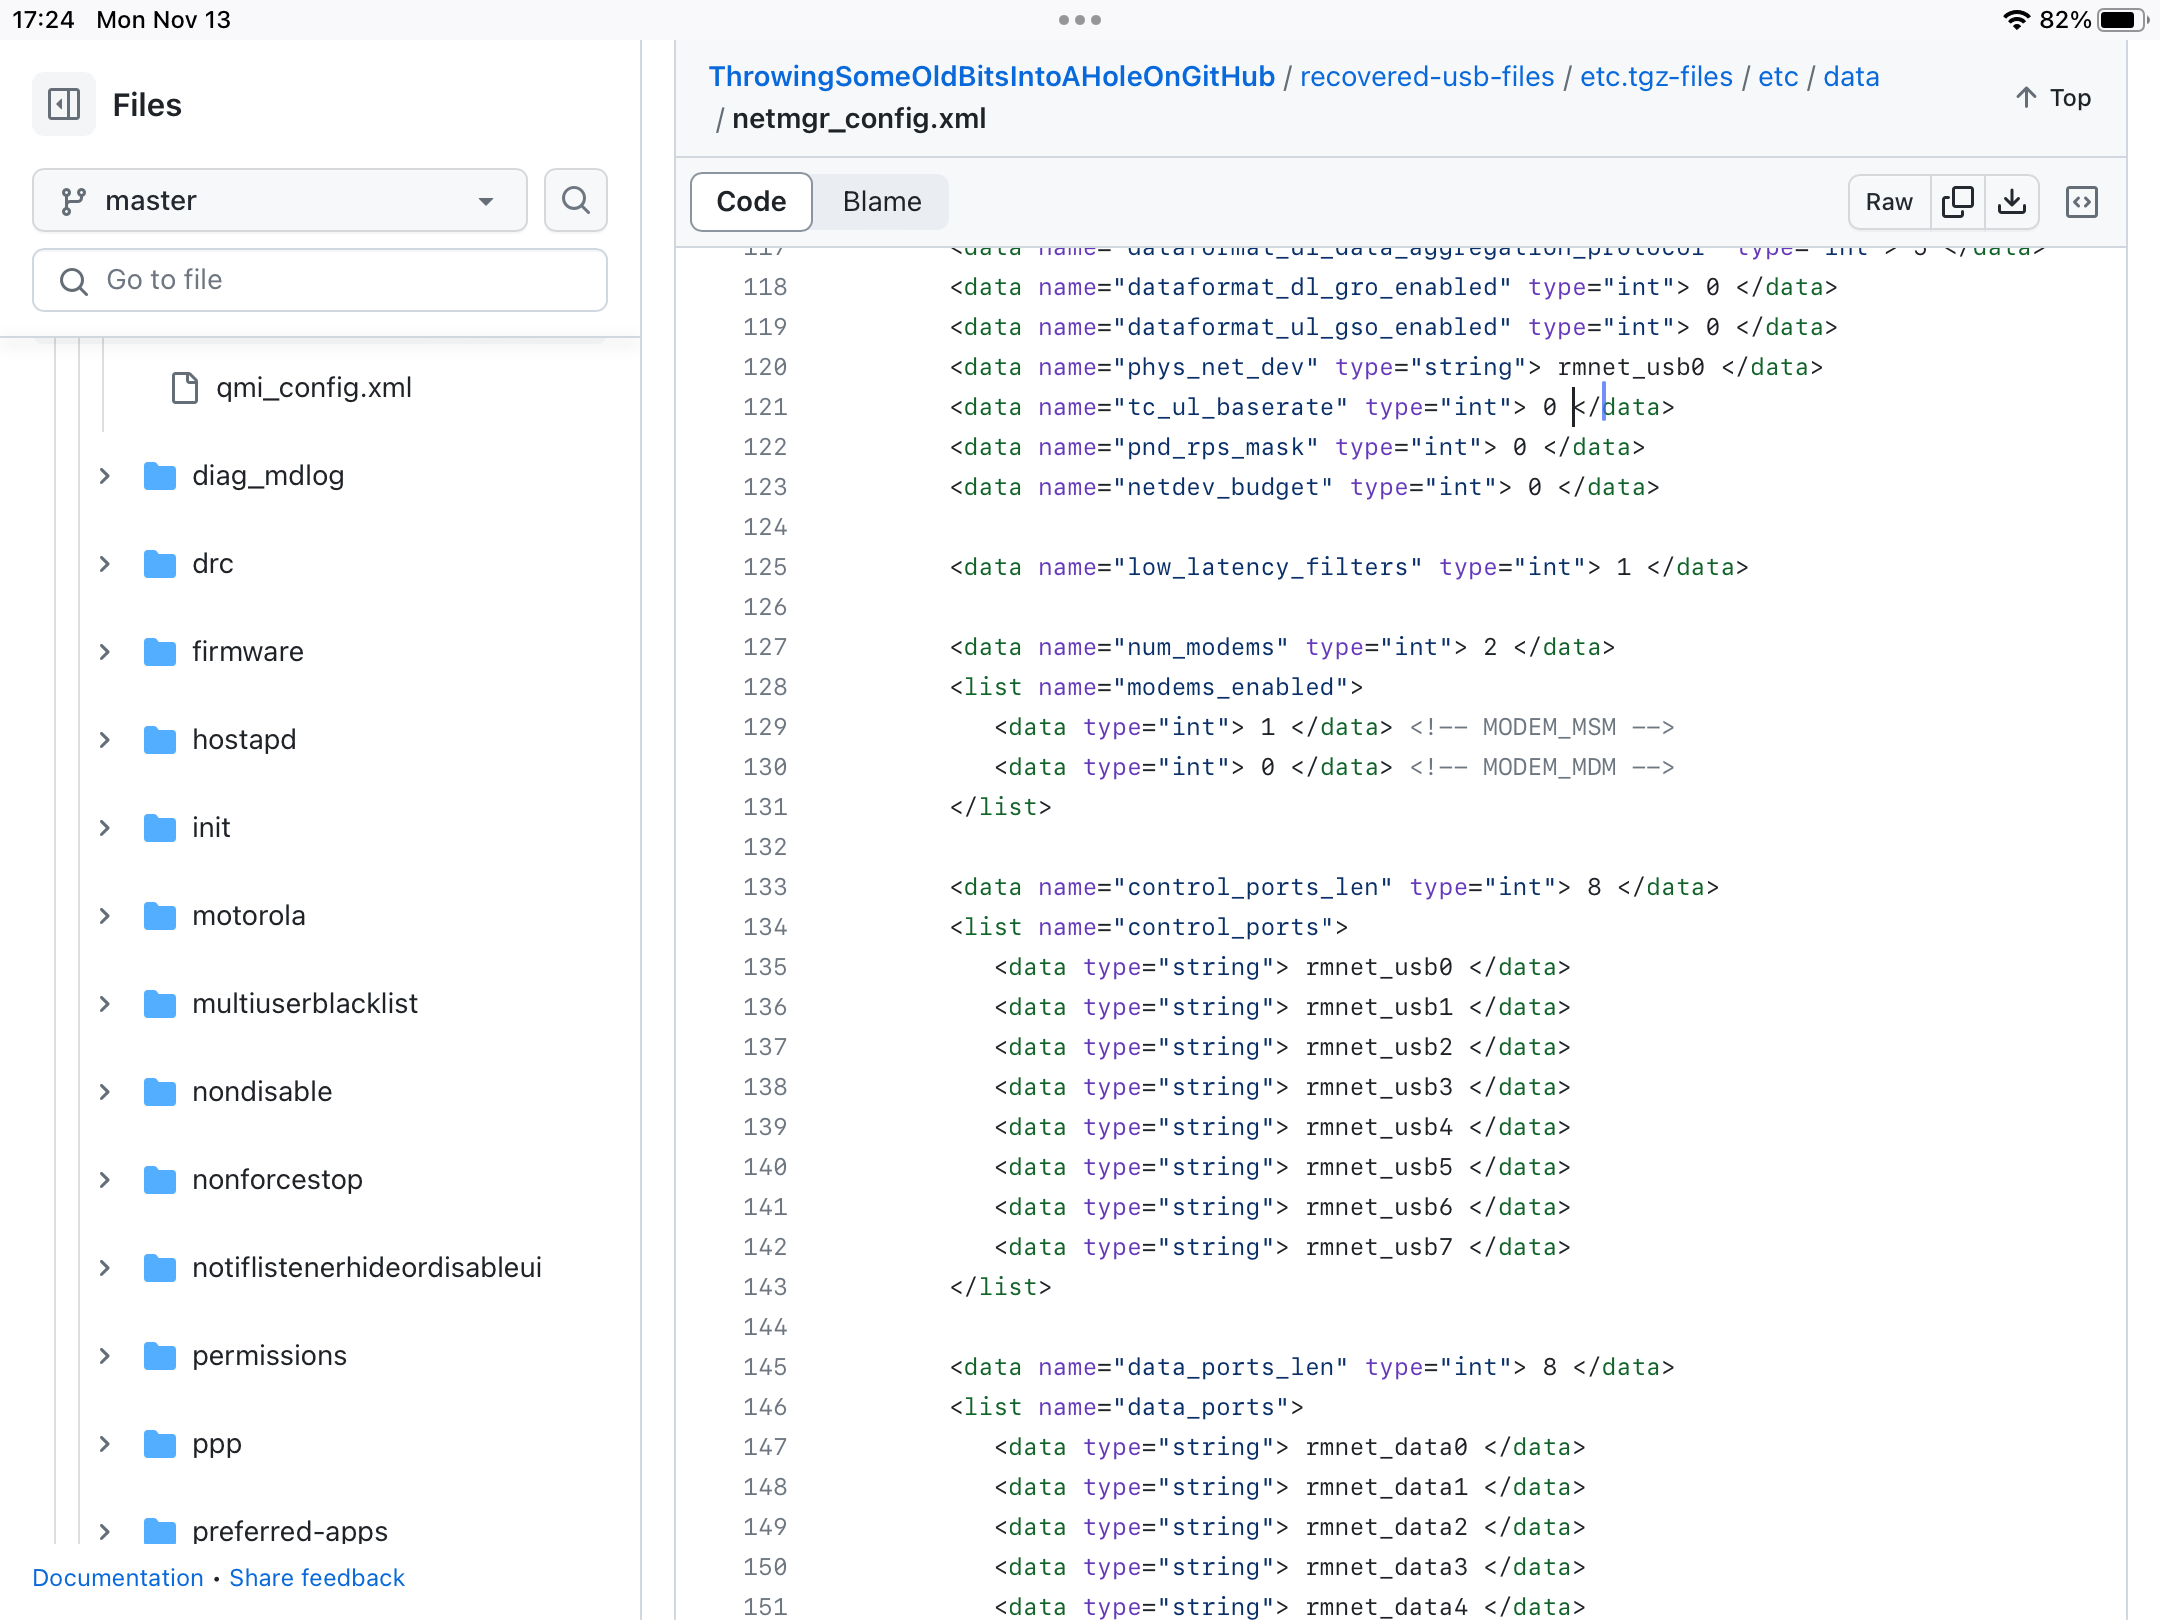 17:24 Mon Nov 13
82%
Files
master
Go to file
qmi_config.xml
diag_mdlog
drc
firmware
hostapd
init
motorola
multiuserblacklist
nondisable
nonforcestop
notiflistenerhideordisableui
permissions
ppp
preferred-apps
Documentation • Share feedback
ThrowingSomeOldBitsIntoAHoleOnGitHub / recovered-usb-files / etc.tgz-files / etc / data
/ netmgr_config.xml
Top
Code Blame
Raw
118 <data name="dataformat_dl_gro_enabled" type="int"> 0 </data>
119 <data name="dataformat_ul_gso_enabled" type="int"> 0 </data>
120 <data name="phys_net_dev" type="string"> rmnet_usb0 </data>
121 <data name="tc_ul_baserate" type="int"> 0 </data>
122 <data name="pnd_rps_mask" type="int"> 0 </data>
123 <data name="netdev_budget" type="int"> 0 </data>
124
125 <data name="low_latency_filters" type="int"> 1 </data>
126
127 <data name="num_modems" type="int"> 2 </data>
128 <list name="modems_enabled">
129 <data type="int"> 1 </data> <!-- MODEM_MSM -->
130 <data type="int"> 0 </data> <!-- MODEM_MDM -->
131 </list>
132
133 <data name="control_ports_len" type="int"> 8 </data>
134 <list name="control_ports">
135 <data type="string"> rmnet_usb0 </data>
136 <data type="string"> rmnet_usb1 </data>
137 <data type="string"> rmnet_usb2 </data>
138 <data type="string"> rmnet_usb3 </data>
139 <data type="string"> rmnet_usb4 </data>
140 <data type="string"> rmnet_usb5 </data>
141 <data type="string"> rmnet_usb6 </data>
142 <data type="string"> rmnet_usb7 </data>
143 </list>
144
145 <data name="data_ports_len" type="int"> 8 </data>
146 <list name="data_ports">
147 <data type="string"> rmnet_data0 </data>
148 <data type="string"> rmnet_data1 </data>
149 <data type="string"> rmnet_data2 </data>
150 <data type="string"> rmnet_data3 </data>
151 <data type="string"> rmnet_data4 </data>